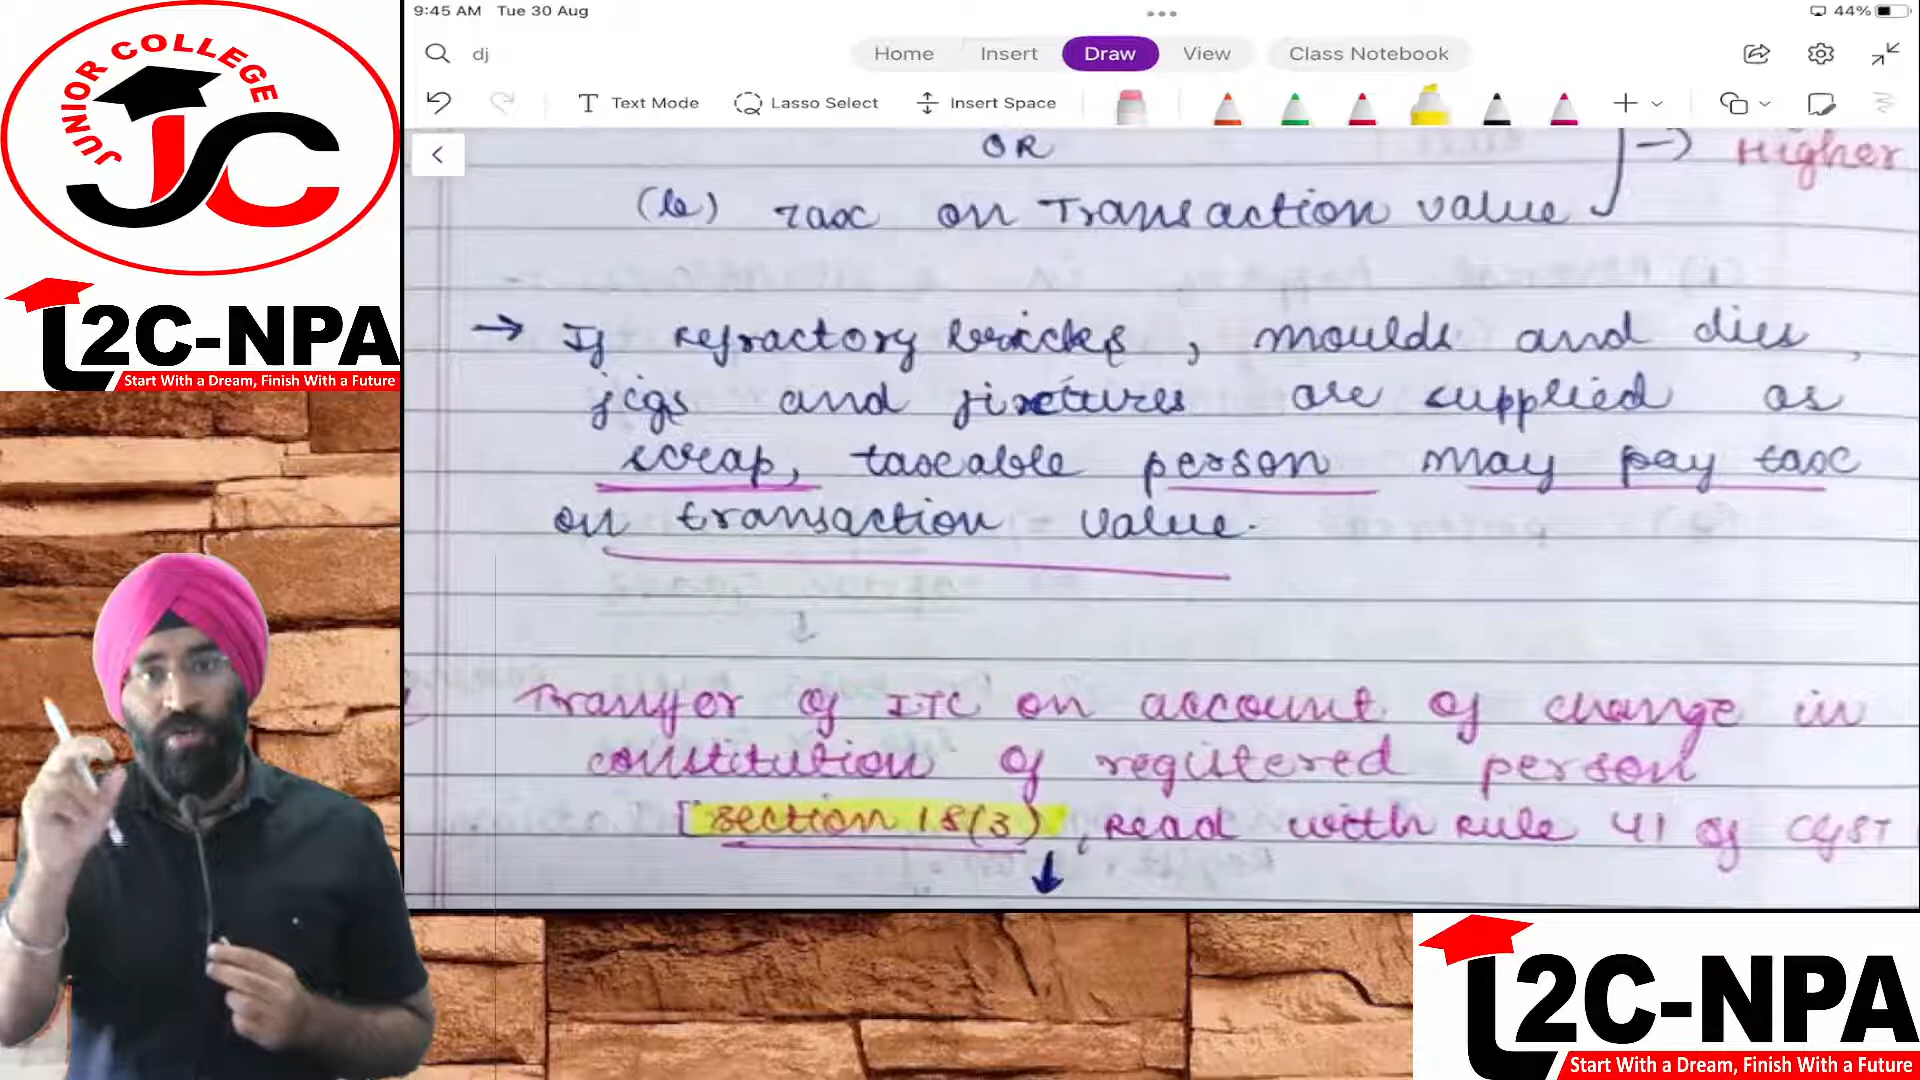 9:45 AM Tue 30 Aug
44%
dj
Home Insert Draw View Class Notebook
Text Mode Lasso Select Insert Space
JUNIOR COLLEGE
JC
L2C-NPA
Start With a Dream, Finish With a Future
OR
Higher
(b) Tax on Transaction value
→ If refractory bricks, moulds and dies,
jigs and fixtures are supplied as
scrap, taxable person may pay tax
on transaction value.
Transfer of ITC on account of change in
constitution of registered person
[section 18(3), Read with rule 41 of CGST
L2C-NPA
Start With a Dream, Finish With a Future